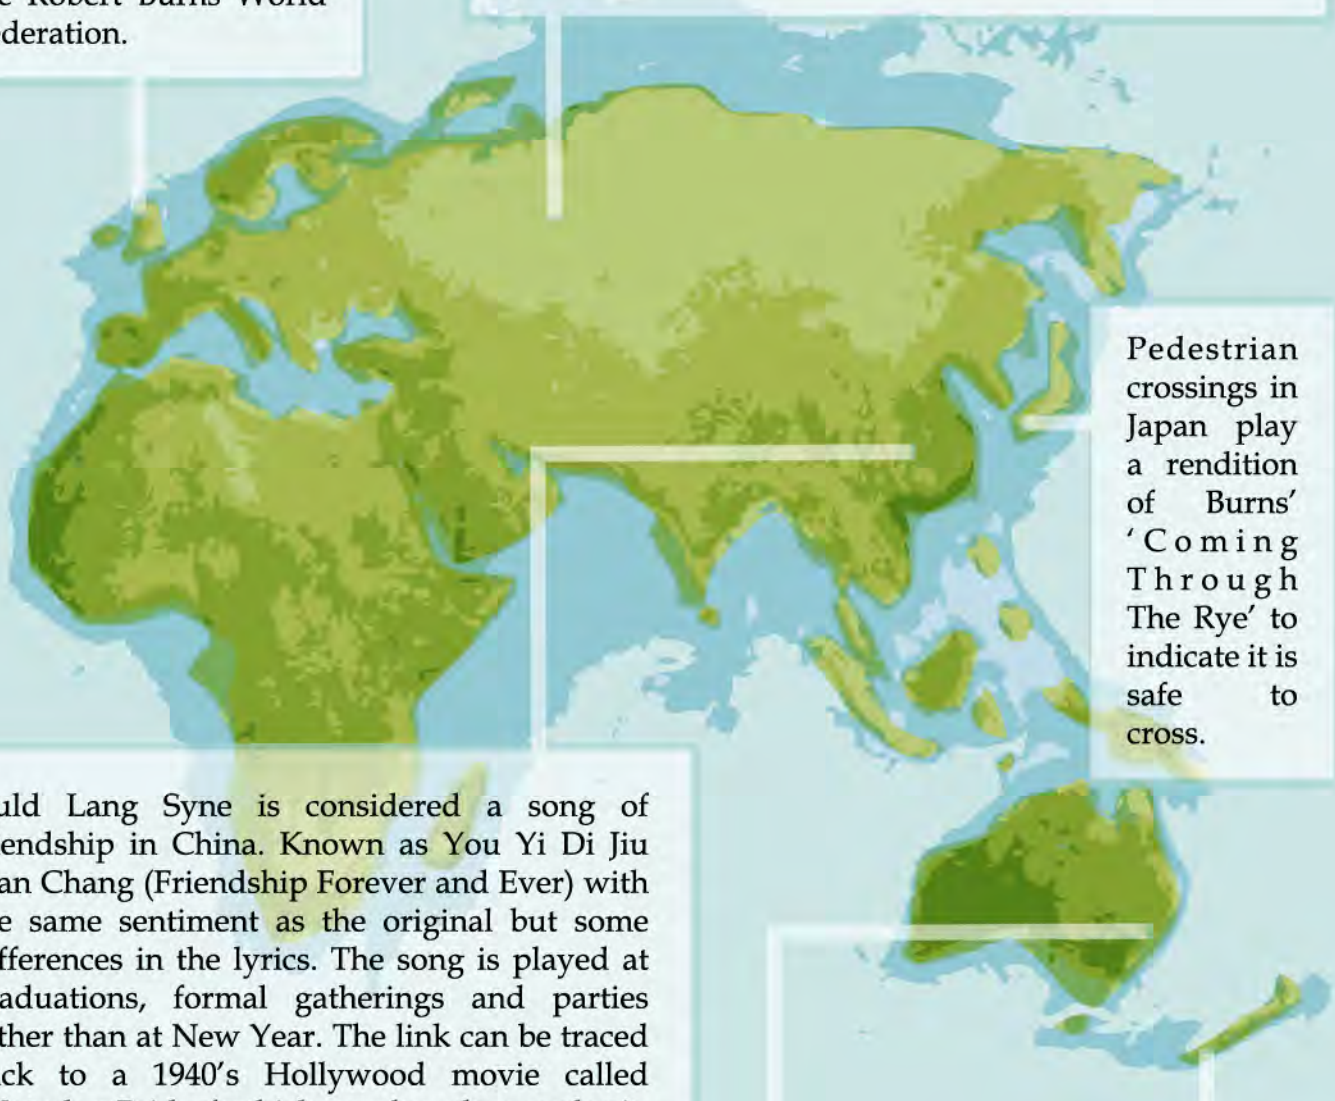 Robert Burns World
deration.
Pedestrian
crossings in
Japan play
a rendition
of Burns'
'Coming
Through
The Rye' to
indicate it is
safe to
cross.
uld Lang Syne is considered a song of
endship in China. Known as You Yi Di Jiu
an Chang (Friendship Forever and Ever) with
e same sentiment as the original but some
fferences in the lyrics. The song is played at
aduations, formal gatherings and parties
ther than at New Year. The link can be traced
ck to a 1940's Hollywood movie called